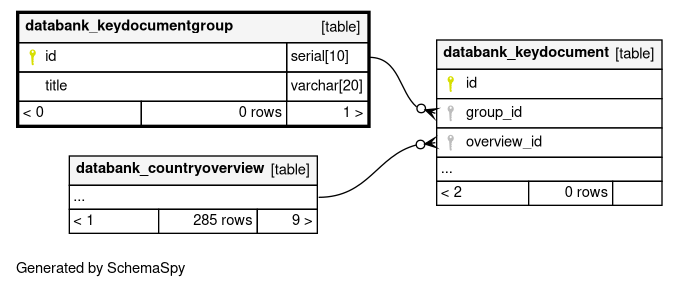 databank_keydocumentgroup [table]
id serial[10]
title varchar[20]
< 0 0 rows 1 >
databank_keydocument [table]
id
group_id
overview_id
...
< 2 0 rows
databank_countryoverview [table]
...
< 1 285 rows 9 >
Generated by SchemaSpy